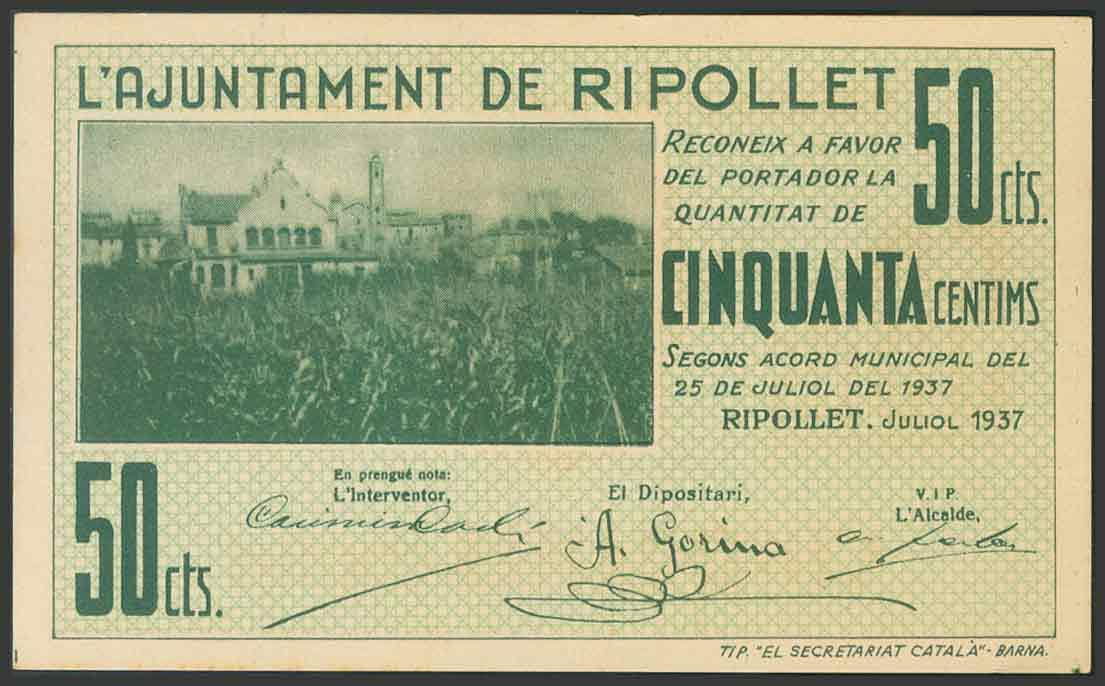 L'AJUNTAMENT DE RIPOLLET
50 cts.
RECONEIX A FAVOR
DEL PORTADOR LA
QUANTITAT DE
CINQUANTA CENTIMS
SEGONS ACORD MUNICIPAL DEL
25 DE JULIOL DEL 1937
RIPOLLET. JULIOL 1937
50 cts.
En prengué nota:
L'Interventor,
El Dipositari,
A. Gorina
V. I P.
L'Alcalde,
TIP. "EL SECRETARIAT CATALÀ" - BARNA.